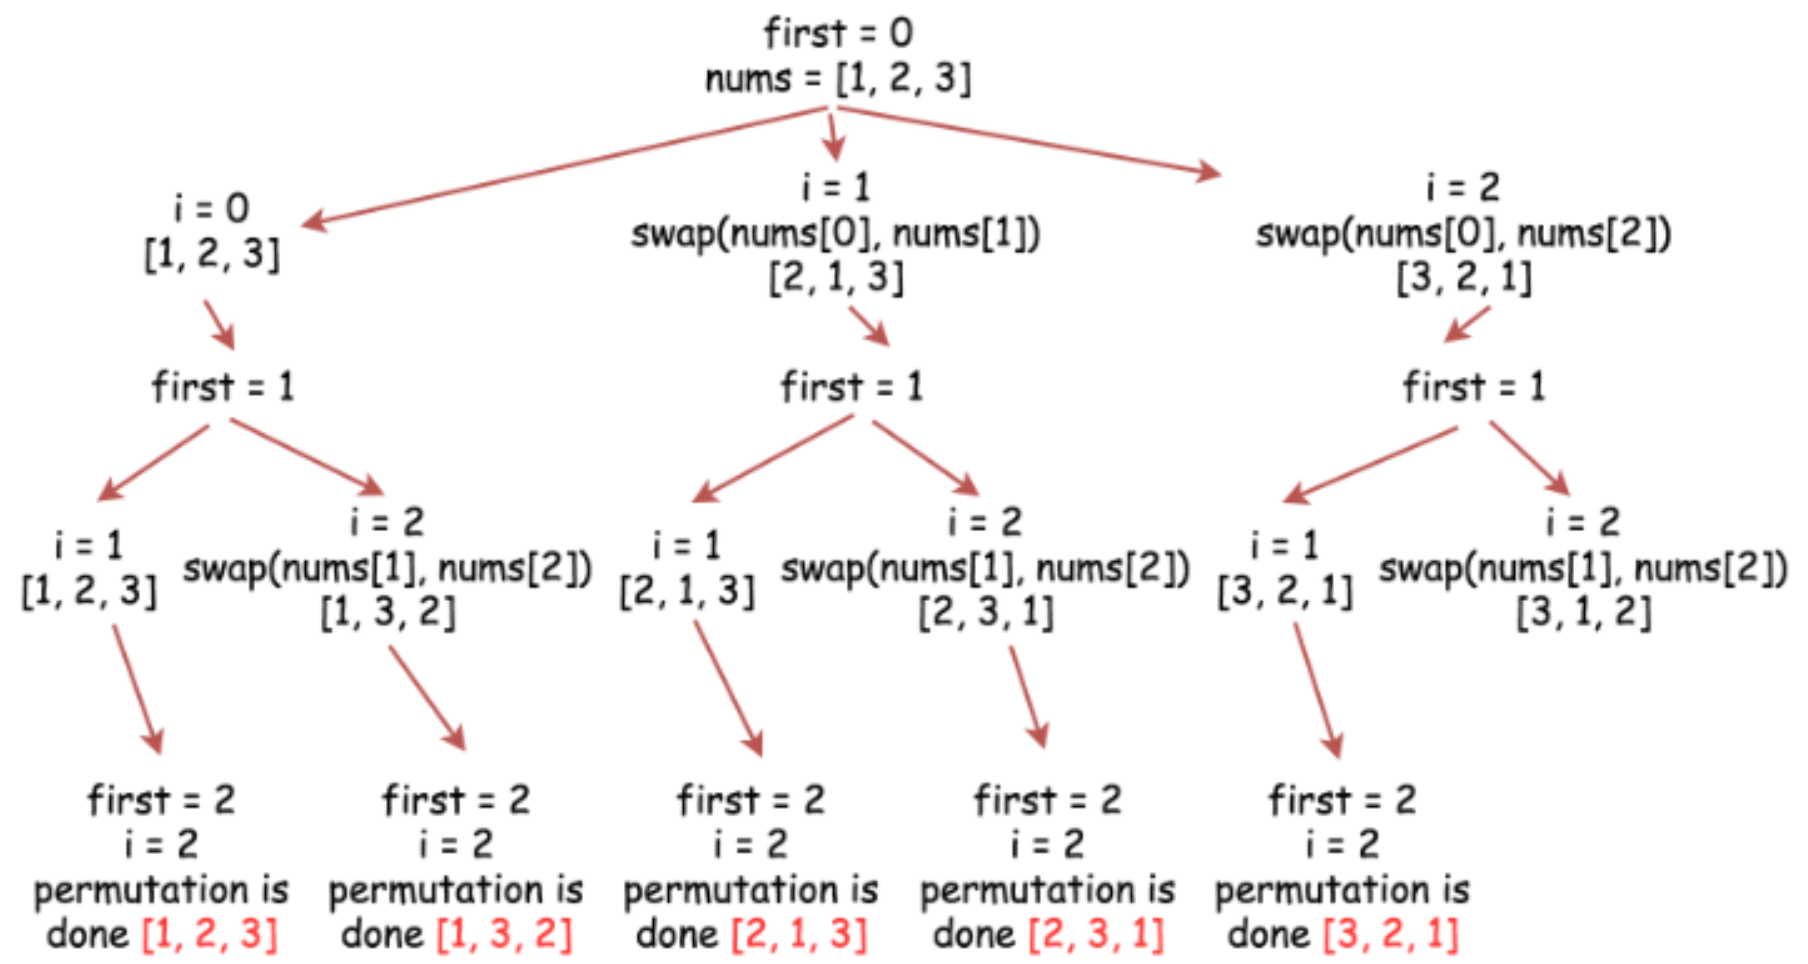 first = 0
nums = [1, 2, 3]
i = 0
[1, 2, 3]
i = 1
swap(nums[0], nums[1])
[2, 1, 3]
i = 2
swap(nums[0], nums[2])
[3, 2, 1]
first = 1
first = 1
first = 1
i = 1
[1, 2, 3]
i = 2
swap(nums[1], nums[2])
[1, 3, 2]
i = 1
[2, 1, 3]
i = 2
swap(nums[1], nums[2])
[2, 3, 1]
i = 1
[3, 2, 1]
i = 2
swap(nums[1], nums[2])
[3, 1, 2]
first = 2
i = 2
permutation is
done [1, 2, 3]
first = 2
i = 2
permutation is
done [1, 3, 2]
first = 2
i = 2
permutation is
done [2, 1, 3]
first = 2
i = 2
permutation is
done [2, 3, 1]
first = 2
i = 2
permutation is
done [3, 2, 1]